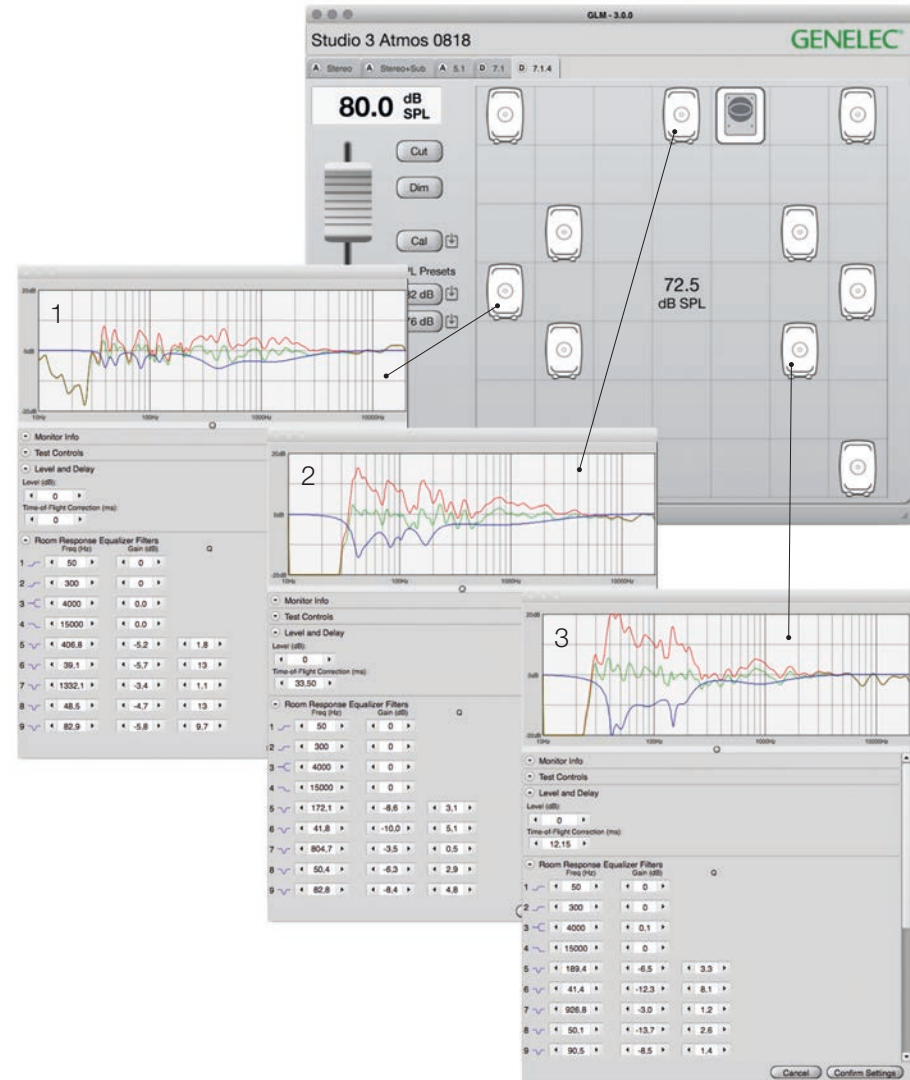 GLM - 3.0.0
Studio 3 Atmos 0818
GENELEC®
A Stereo A Stereo+Sub A 5.1 D 7.1 D 7.1.4
80.0 dB SPL
Cut
Dim
Cal
PL Presets
82 dB
76 dB
72.5
dB SPL
1
20dB
0dB
-20dB
10Hz 100Hz 1000Hz 10000Hz
Monitor Info
Test Controls
Level and Delay
Level (dB):
0
Time-of-Flight Correction (ms):
0
Room Response Equalizer Filters
Freq (Hz) Gain (dB) Q
1 50 0
2 300 0
3 4000 0.0
4 15000 0.0
5 406,8 -5,2 1,8
6 39,1 -5,7 13
7 1332,1 -3,4 1,1
8 48,5 -4,7 13
9 82,9 -5,8 9,7
2
20dB
0dB
-20dB
10Hz 100Hz 1000Hz 10000Hz
Monitor Info
Test Controls
Level and Delay
Level (dB):
0
Time-of-Flight Correction (ms):
33,50
Room Response Equalizer Filters
Freq (Hz) Gain (dB) Q
1 50 0
2 300 0
3 4000 0
4 15000 0
5 172,1 -8,6 3,1
6 41,8 -10,0 5,1
7 804,7 -3,5 0,5
8 50,4 -6,3 2,9
9 82,8 -8,4 4,8
3
20dB
0dB
-20dB
10Hz 100Hz 1000Hz 10000Hz
Monitor Info
Test Controls
Level and Delay
Level (dB):
0
Time-of-Flight Correction (ms):
12,15
Room Response Equalizer Filters
Freq (Hz) Gain (dB) Q
1 50 0
2 300 0
3 4000 0,1
4 15000 0
5 189,4 -6,5 3,3
6 41,4 -12,3 8,1
7 926,8 -3,0 1,2
8 50,1 -13,7 2,6
9 90,5 -8,5 1,4
Cancel Confirm Settings